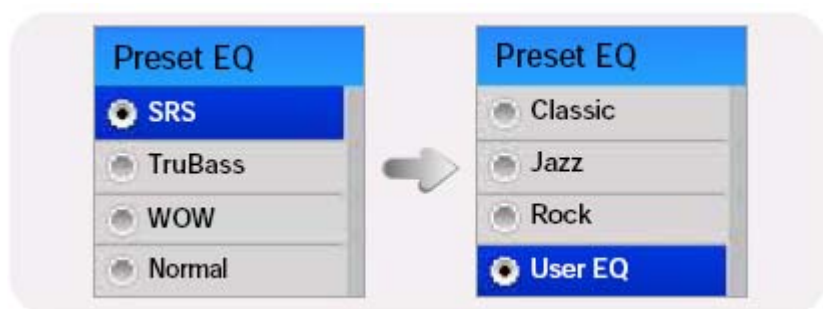 Preset EQ
SRS
TruBass
WOW
Normal
Preset EQ
Classic
Jazz
Rock
User EQ